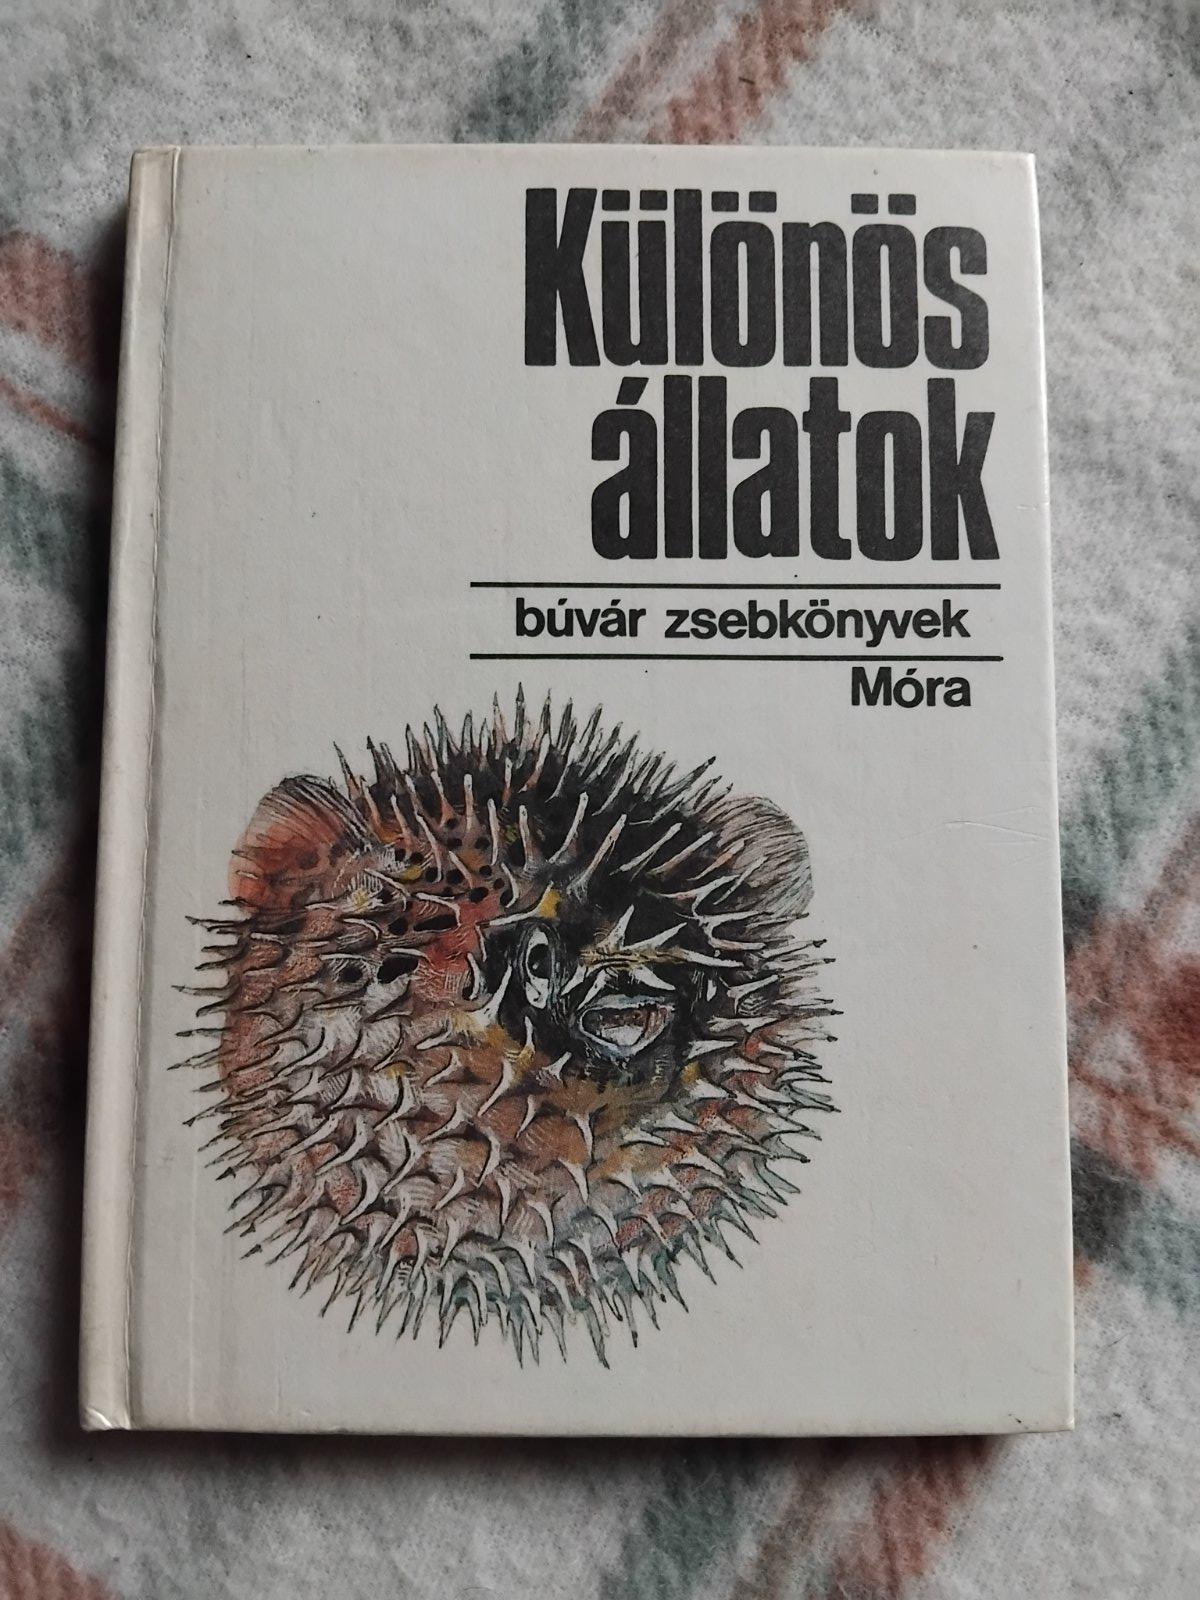 Különös
állatok
búvár zsebkönyvek
Móra